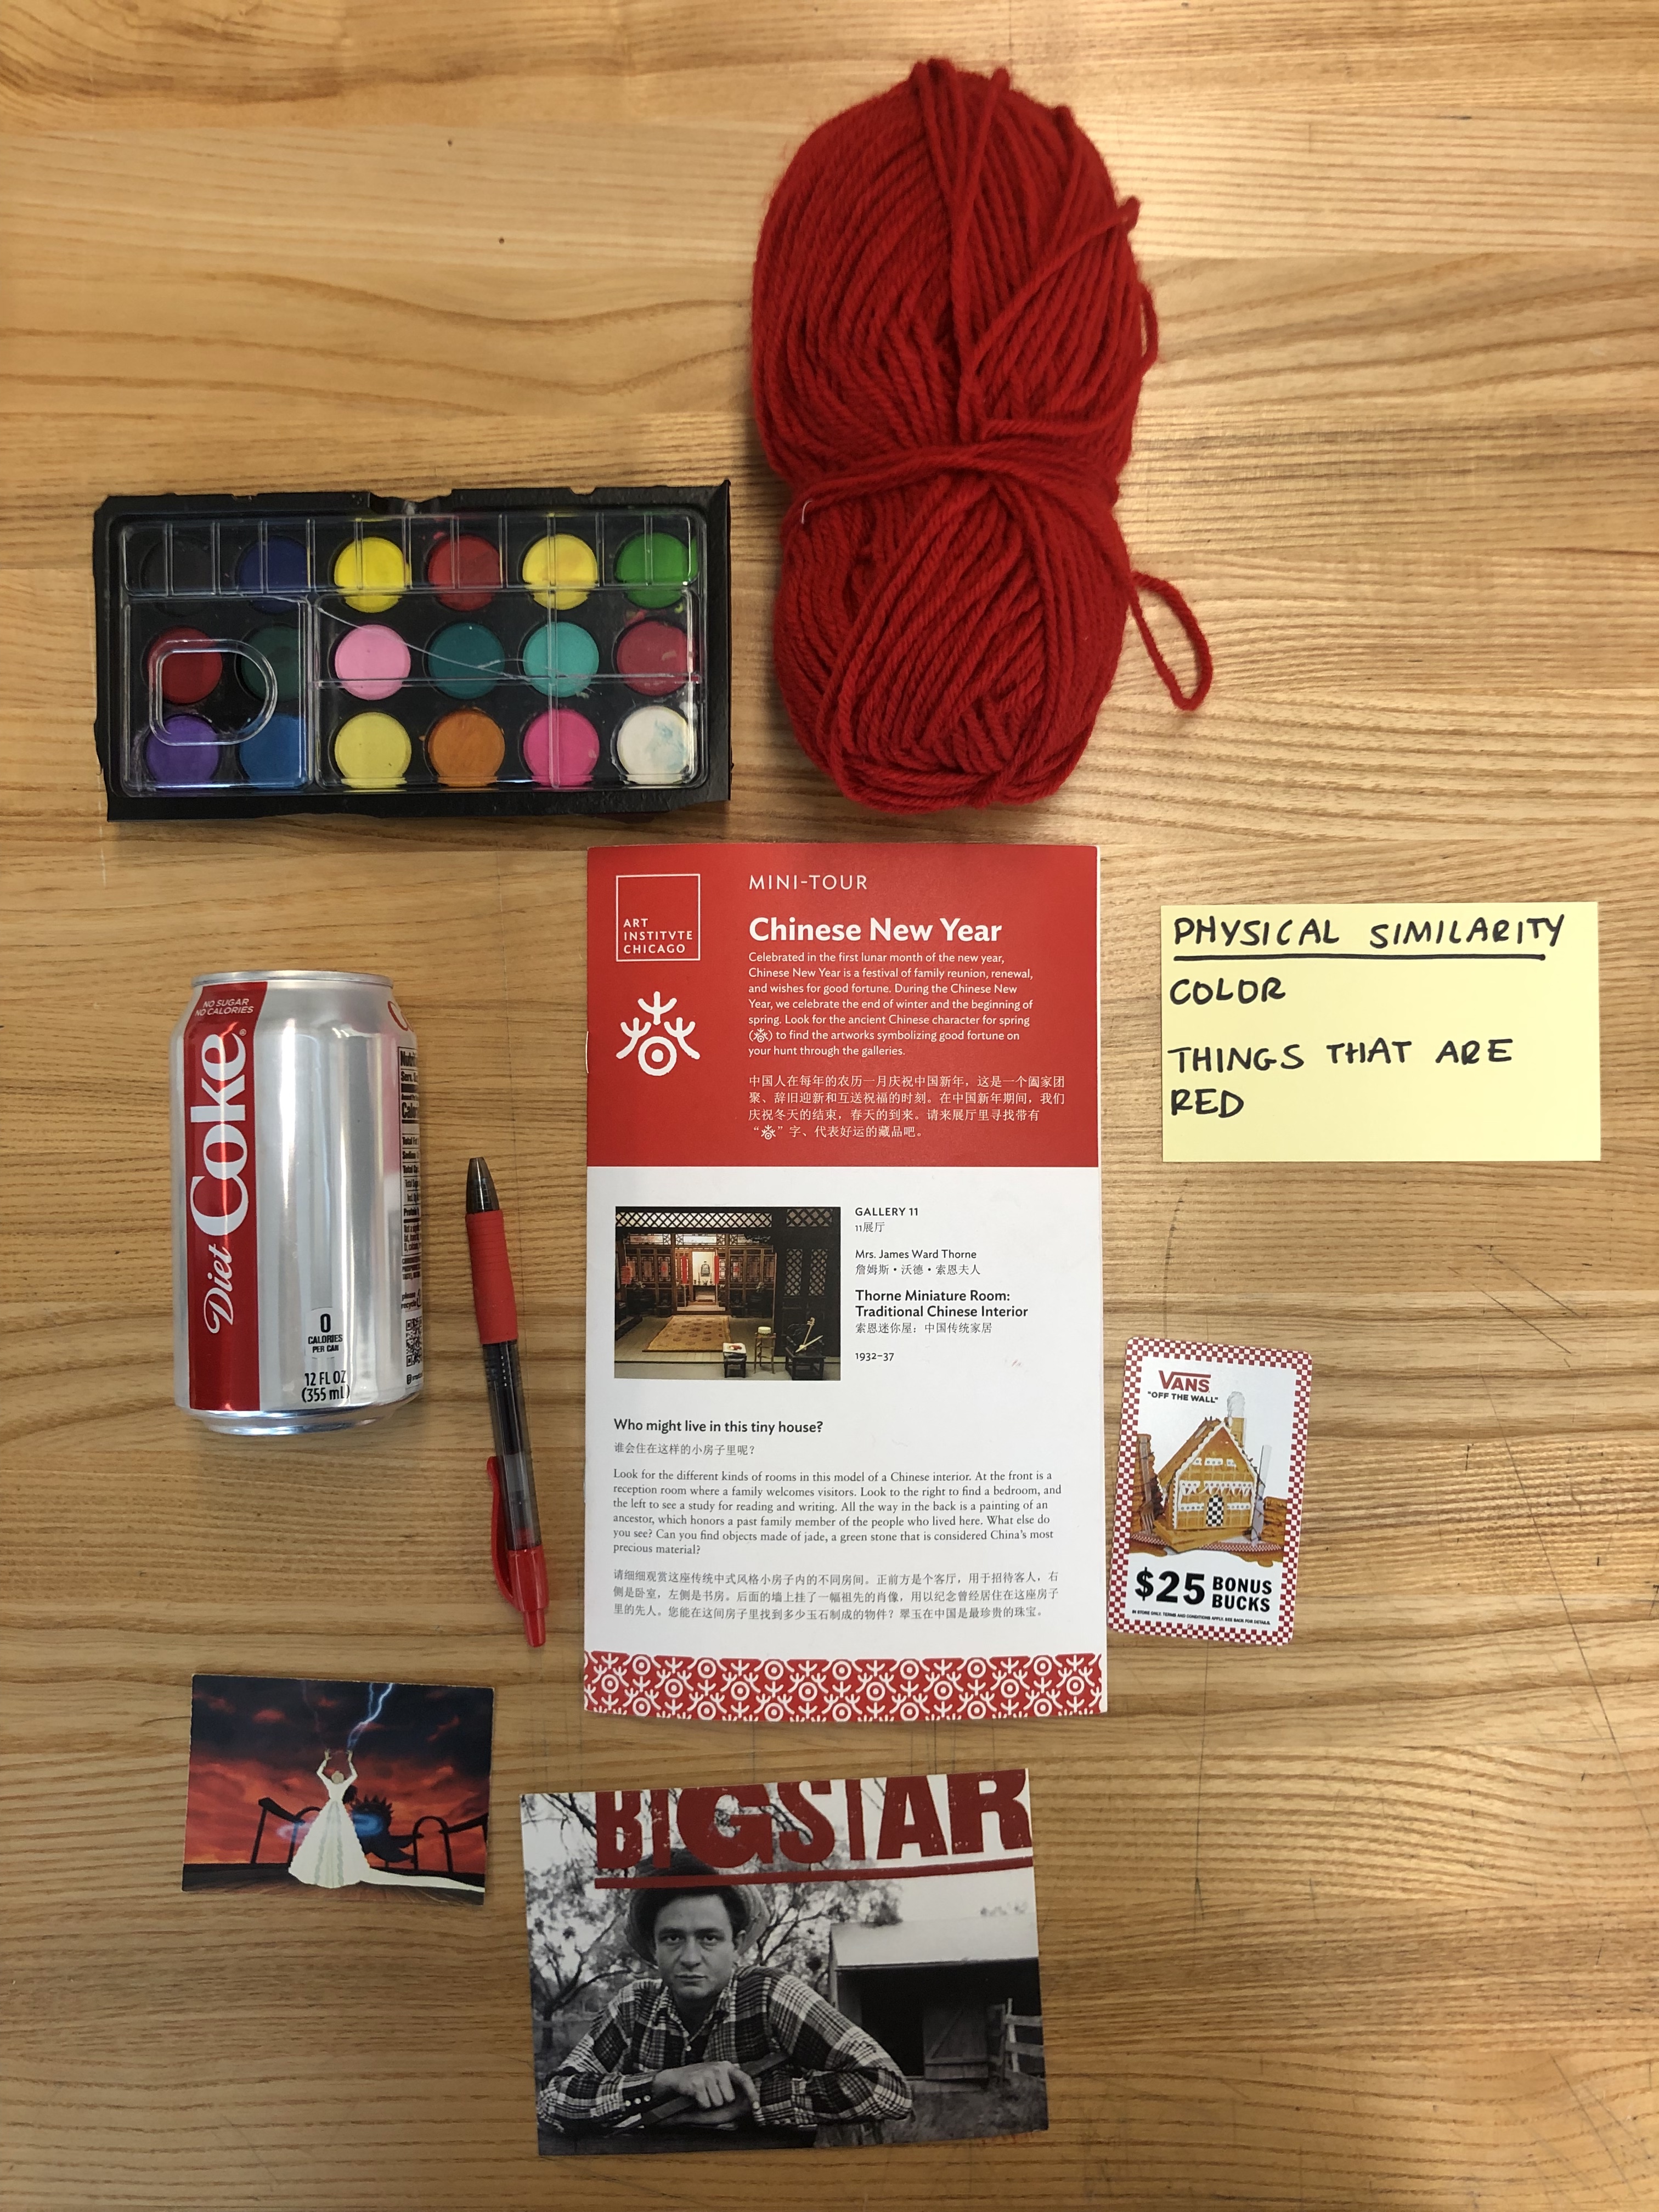 MINI-TOUR
ART
INSTITVTE
CHICAGO
Chinese New Year
Celebrated in the first lunar month of the new year,
Chinese New Year is a festival of family reunion, renewal,
and wishes for good fortune. During the Chinese New
Year, we celebrate the end of winter and the beginning of
spring. Look for the ancient Chinese character for spring
() to find the artworks symbolizing good fortune on
your hunt through the galleries.
中国人在每年的农历一月庆祝中国新年，这是一个阖家团
聚、辞旧迎新和互送祝福的时刻。在中国新年期间，我们
庆祝冬天的结束，春天的到来。请来展厅里寻找带有
“”字、代表好运的藏品吧。
GALLERY 11
11展厅
Mrs. James Ward Thorne
詹姆斯·沃德·索恩夫人
Thorne Miniature Room:
Traditional Chinese Interior
索恩迷你屋：中国传统家居
1932–37
Who might live in this tiny house?
谁会住在这样的小房子里呢？
Look for the different kinds of rooms in this model of a Chinese interior. At the front is a
reception room where a family welcomes visitors. Look to the right to find a bedroom, and
the left to see a study for reading and writing. All the way in the back is a painting of an
ancestor, which honors a past family member of the people who lived here. What else do
you see? Can you find objects made of jade, a green stone that is considered China’s most
precious material?
请细细观赏这座传统中式风格小房子内的不同房间。正前方是个客厅，用于招待客人，右
侧是卧室，左侧是书房。后面的墙上挂了一幅祖先的肖像，用以纪念曾经居住在这座房子
里的先人。您能在这间房子里找到多少玉石制成的物件？翠玉在中国是最珍贵的珠宝。
PHYSICAL SIMILARITY
COLOR
THINGS THAT ARE
RED
NO SUGAR
NO CALORIES
Diet Coke®
0
CALORIES
PER CAN
12 FL OZ
(355 mL)
VANS
"OFF THE WALL"
$25 BONUS
BUCKS
IN STORE ONLY. TERMS AND CONDITIONS APPLY. SEE BACK FOR DETAILS.
BIGSTAR